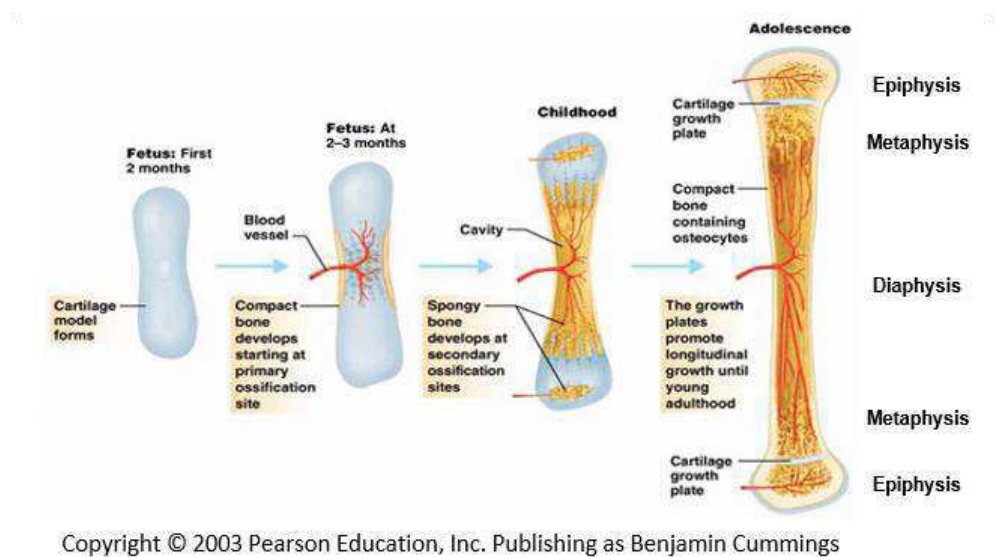 Fetus: First
2 months
Cartilage
model
forms
Fetus: At
2–3 months
Blood
vessel
Compact
bone
develops
starting at
primary
ossification
site
Childhood
Cavity
Spongy
bone
develops at
secondary
ossification
sites
Adolescence
Cartilage
growth
plate
Compact
bone
containing
osteocytes
The growth
plates
promote
longitudinal
growth until
young
adulthood
Cartilage
growth
plate
Epiphysis
Metaphysis
Diaphysis
Metaphysis
Epiphysis
Copyright © 2003 Pearson Education, Inc. Publishing as Benjamin Cummings